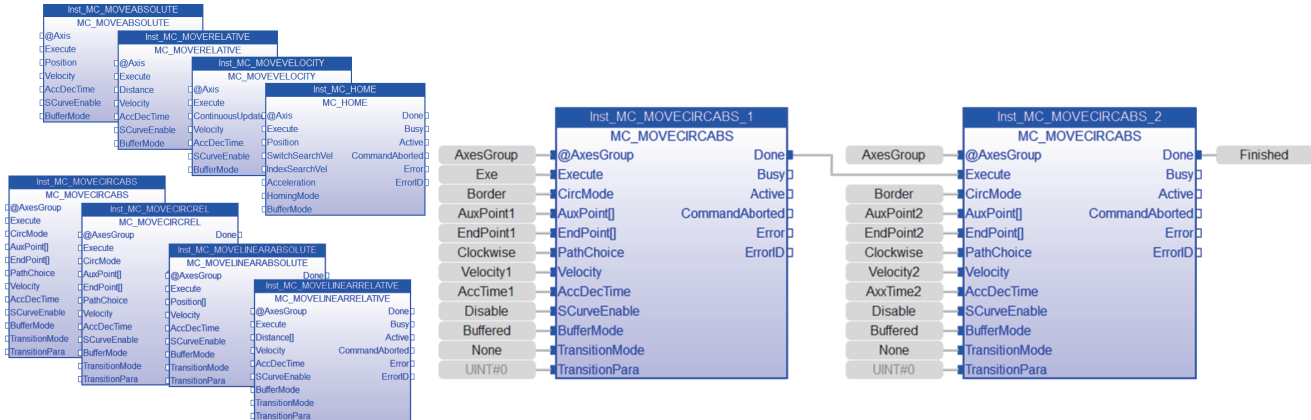 Inst_MC_MOVEABSOLUTE
MC_MOVEABSOLUTE
@Axis
Execute
Position
Velocity
AccDecTime
SCurveEnable
BufferMode
Inst_MC_MOVERELATIVE
MC_MOVERELATIVE
@Axis
Execute
Distance
Velocity
AccDecTime
SCurveEnable
BufferMode
Inst_MC_MOVEVELOCITY
MC_MOVEVELOCITY
@Axis
Execute
ContinuousUpdat
Velocity
AccDecTime
SCurveEnable
BufferMode
Inst_MC_HOME
MC_HOME
@Axis Done
Execute Busy
Position Active
SwitchSearchVel CommandAborted
IndexSearchVel Error
Acceleration ErrorID
HomingMode
BufferMode
Inst_MC_MOVECIRCABS
MC_MOVECIRCABS
@AxesGroup
Execute
CircMode
AuxPoint[]
EndPoint[]
PathChoice
Velocity
AccDecTime
SCurveEnable
BufferMode
TransitionMode
TransitionPara
Inst_MC_MOVECIRCREL
MC_MOVECIRCREL
@AxesGroup Done
Execute
CircMode
AuxPoint[]
EndPoint[]
PathChoice
Velocity
AccDecTime
SCurveEnable
BufferMode
TransitionMode
TransitionPara
Inst_MC_MOVELINEARABSOLUTE
MC_MOVELINEARABSOLUTE
@AxesGroup Done
Execute
Position[]
Velocity
AccDecTime
SCurveEnable
BufferMode
TransitionMode
TransitionPara
Inst_MC_MOVELINEARRELATIVE
MC_MOVELINEARRELATIVE
@AxesGroup Done
Execute Busy
Distance[] Active
Velocity CommandAborted
AccDecTime Error
SCurveEnable ErrorID
BufferMode
TransitionMode
TransitionPara
Inst_MC_MOVECIRCABS_1
MC_MOVECIRCABS
AxesGroup @AxesGroup Done
Exe Execute Busy
Border CircMode Active
AuxPoint1 AuxPoint[] CommandAborted
EndPoint1 EndPoint[] Error
Clockwise PathChoice ErrorID
Velocity1 Velocity
AccTime1 AccDecTime
Disable SCurveEnable
Buffered BufferMode
None TransitionMode
UINT#0 TransitionPara
Inst_MC_MOVECIRCABS_2
MC_MOVECIRCABS
AxesGroup @AxesGroup Done Finished
Execute Busy
Border CircMode Active
AuxPoint2 AuxPoint[] CommandAborted
EndPoint2 EndPoint[] Error
Clockwise PathChoice ErrorID
Velocity2 Velocity
AxxTime2 AccDecTime
Disable SCurveEnable
Buffered BufferMode
None TransitionMode
UINT#0 TransitionPara